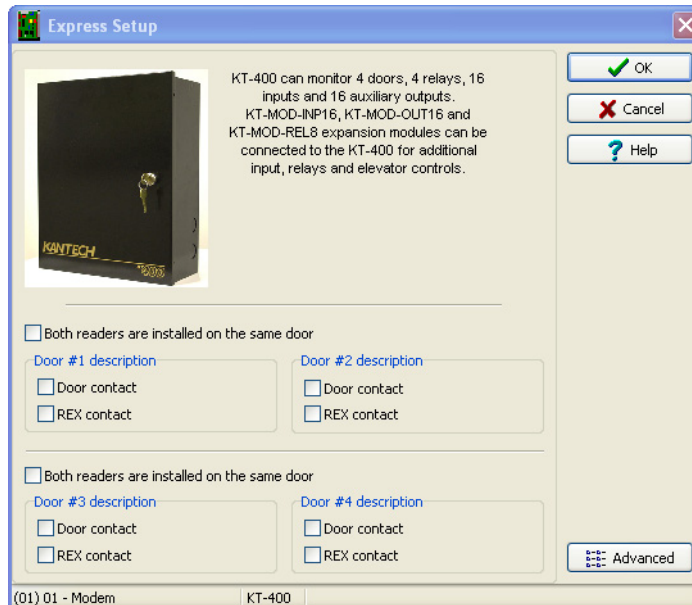 Express Setup
KT-400 can monitor 4 doors, 4 relays, 16
inputs and 16 auxiliary outputs.
KT-MOD-INP16, KT-MOD-OUT16 and
KT-MOD-REL8 expansion modules can be
connected to the KT-400 for additional
input, relays and elevator controls.
OK
Cancel
? Help
KANTECH
Both readers are installed on the same door
Door #1 description
Door contact
REX contact
Door #2 description
Door contact
REX contact
Both readers are installed on the same door
Door #3 description
Door contact
REX contact
Door #4 description
Door contact
REX contact
Advanced
(01) 01 - Modem KT-400